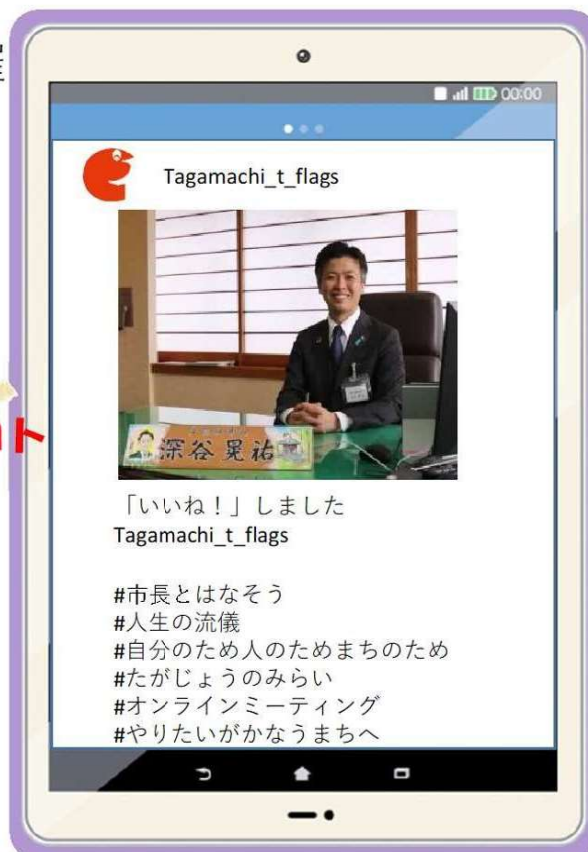 00:00
Tagamachi_t_flags
深谷晃祐
「いいね！」しました
Tagamachi_t_flags
#市長とはなそう
#人生の流儀
#自分のため人のためまちのため
#たがじょうのみらい
#オンラインミーティング
#やりたいがかなうまちへ
ト